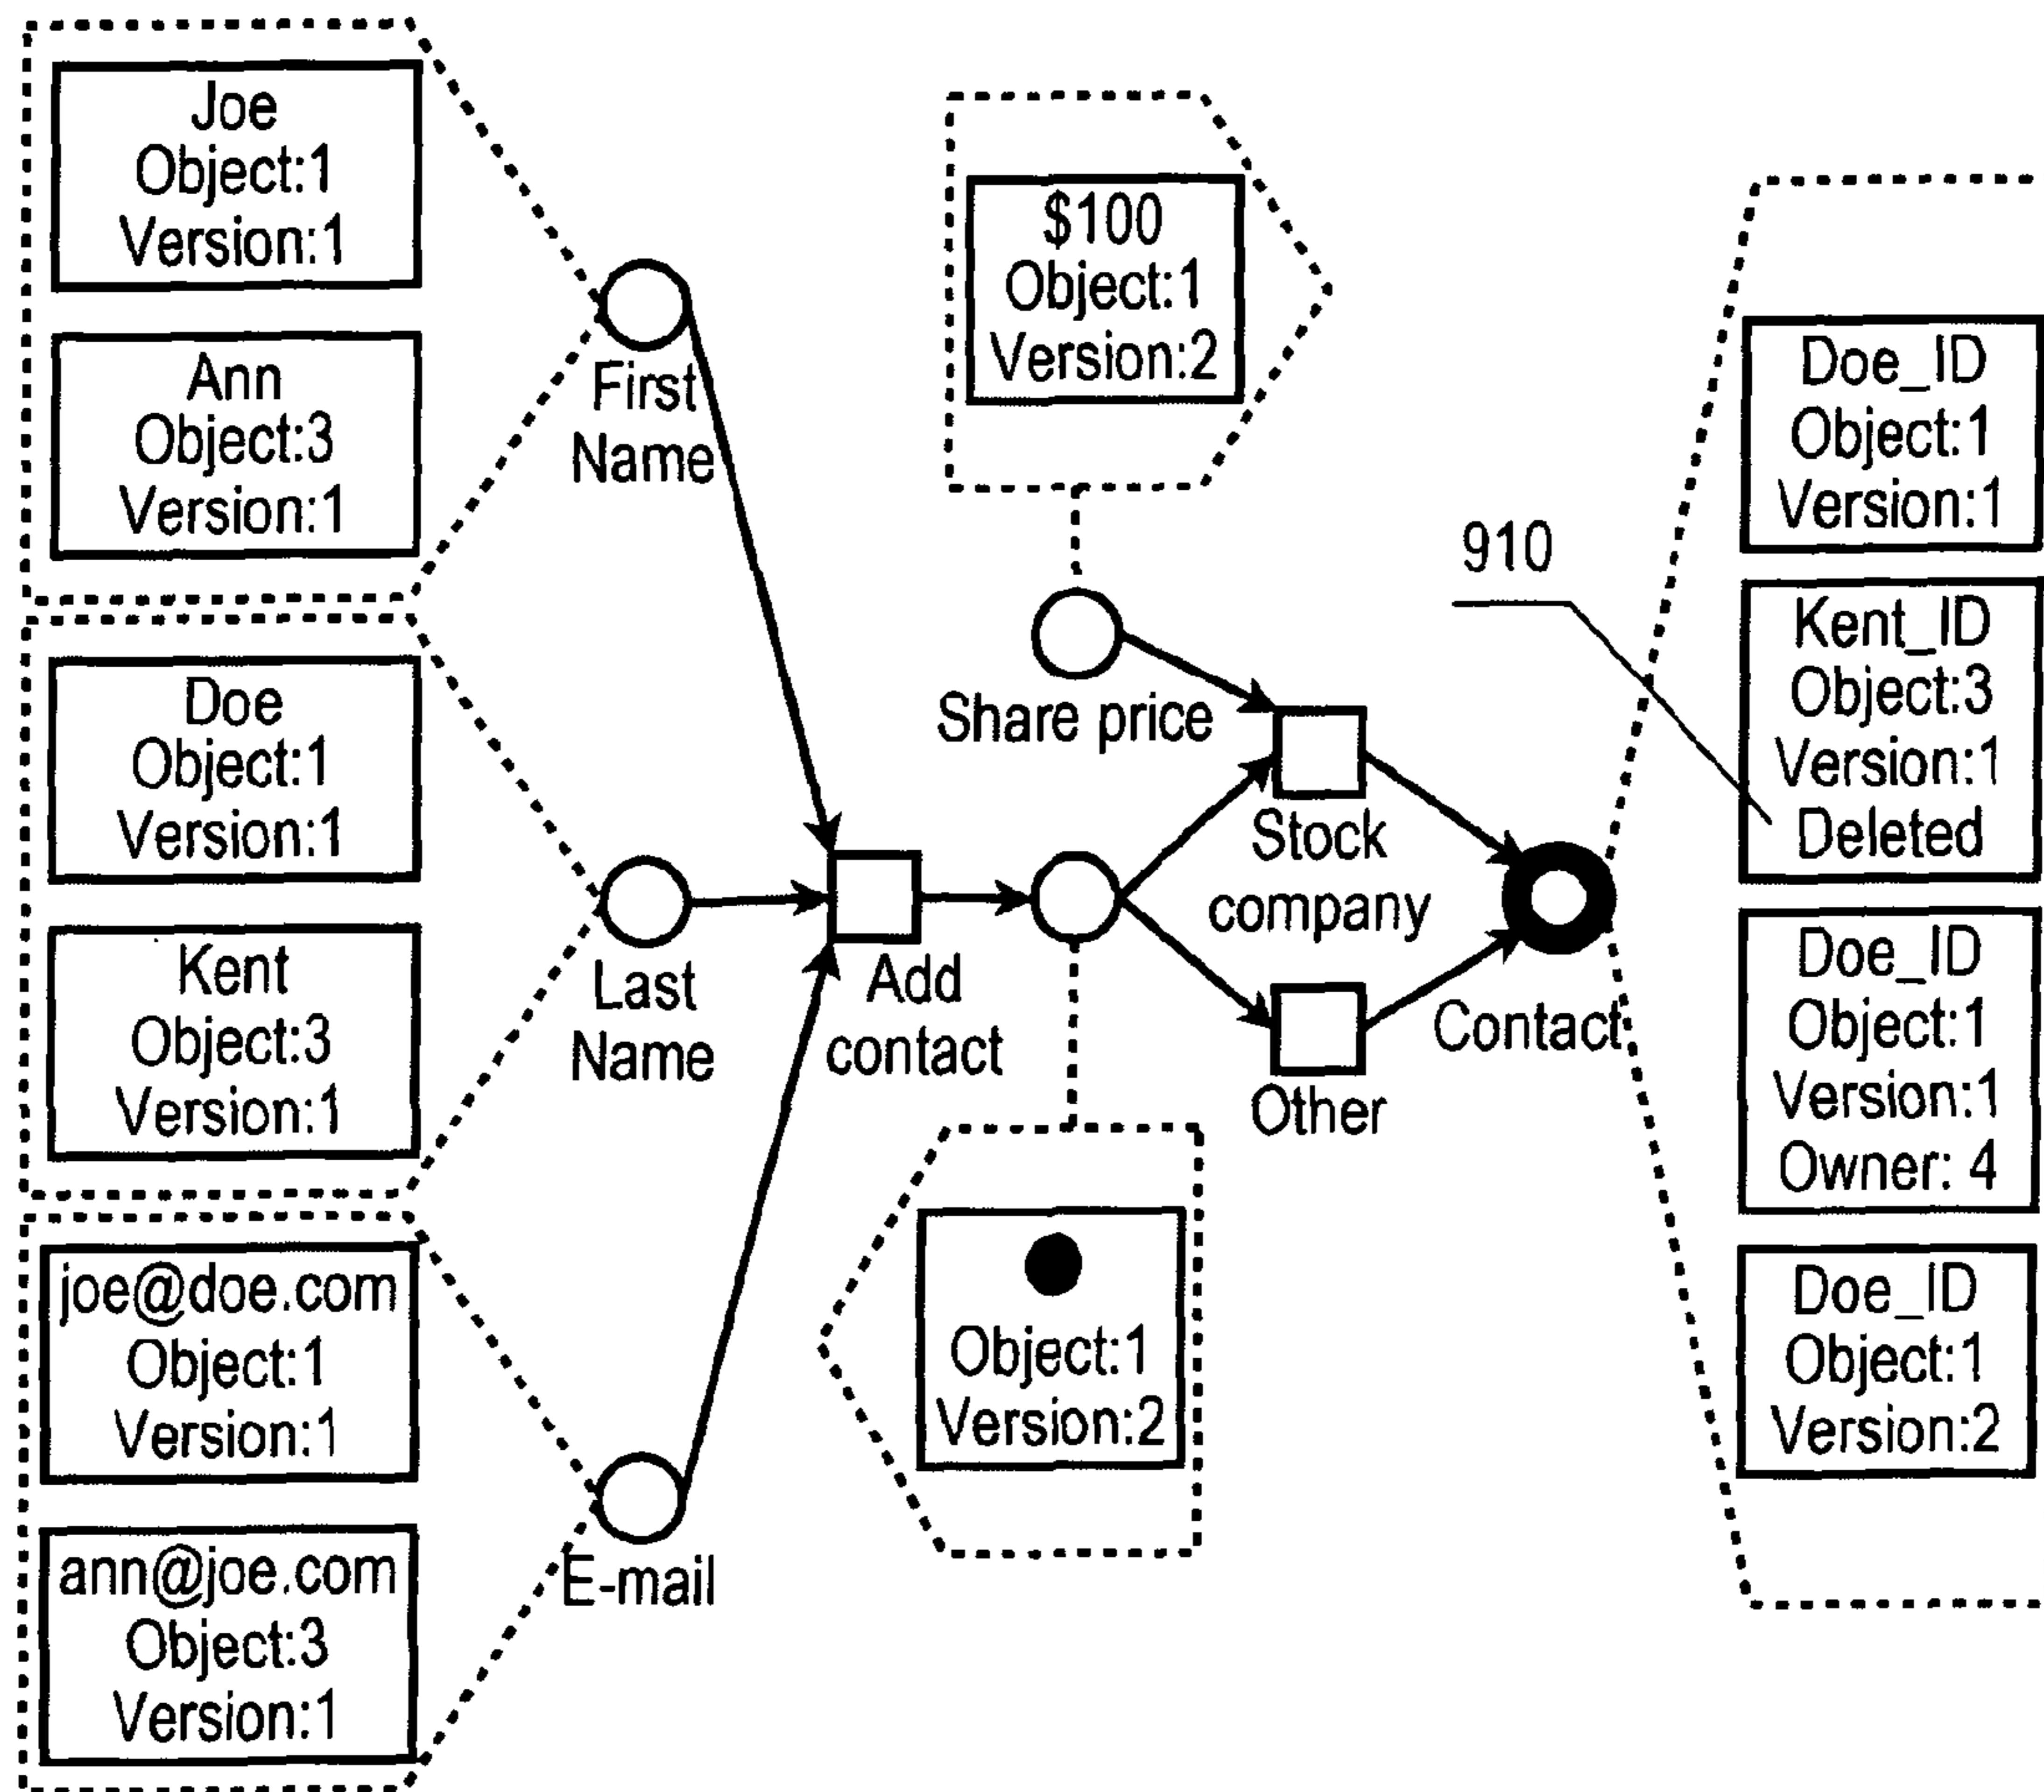 Joe
Object:1
Version:1
Ann
Object:3
Version:1
First
Name
Doe
Object:1
Version:1
Kent
Object:3
Version:1
Last
Name
joe@doe.com
Object:1
Version:1
ann@joe.com
Object:3
Version:1
E-mail
Add
contact
$100
Object:1
Version:2
Share price
Object:1
Version:2
Stock
company
Other
Contact
910
Doe_ID
Object:1
Version:1
Kent_ID
Object:3
Version:1
Deleted
Doe_ID
Object:1
Version:1
Owner: 4
Doe_ID
Object:1
Version:2